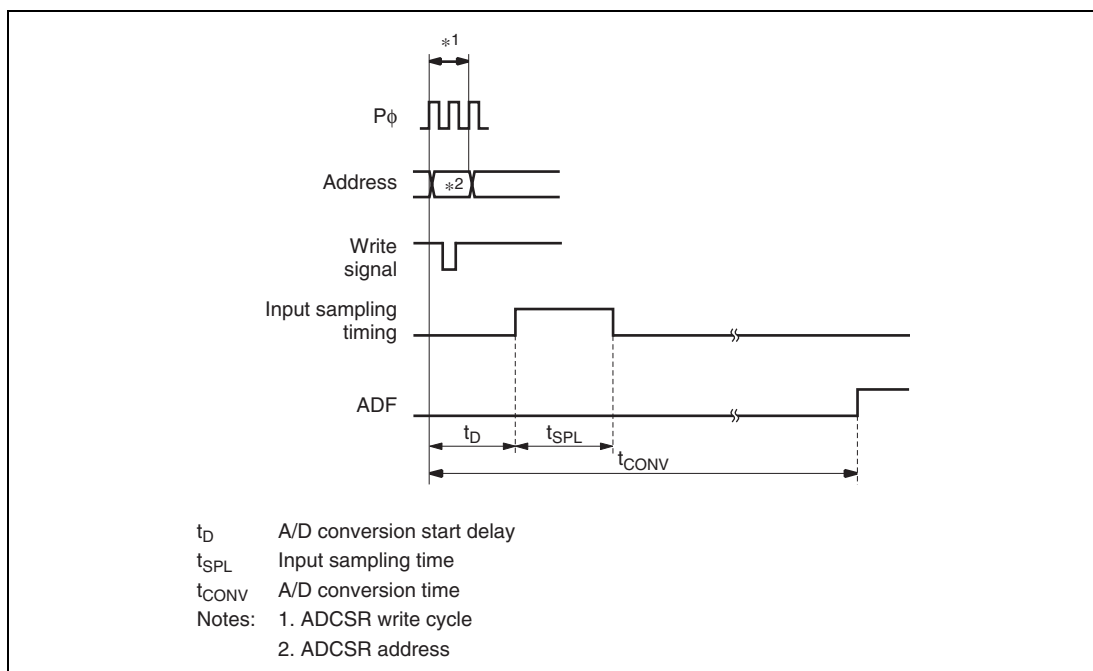 *1
Pϕ
Address
*2
Write
signal
Input sampling
timing
ADF
tD
tSPL
tCONV
tD A/D conversion start delay
tSPL Input sampling time
tCONV A/D conversion time
Notes: 1. ADCSR write cycle
2. ADCSR address